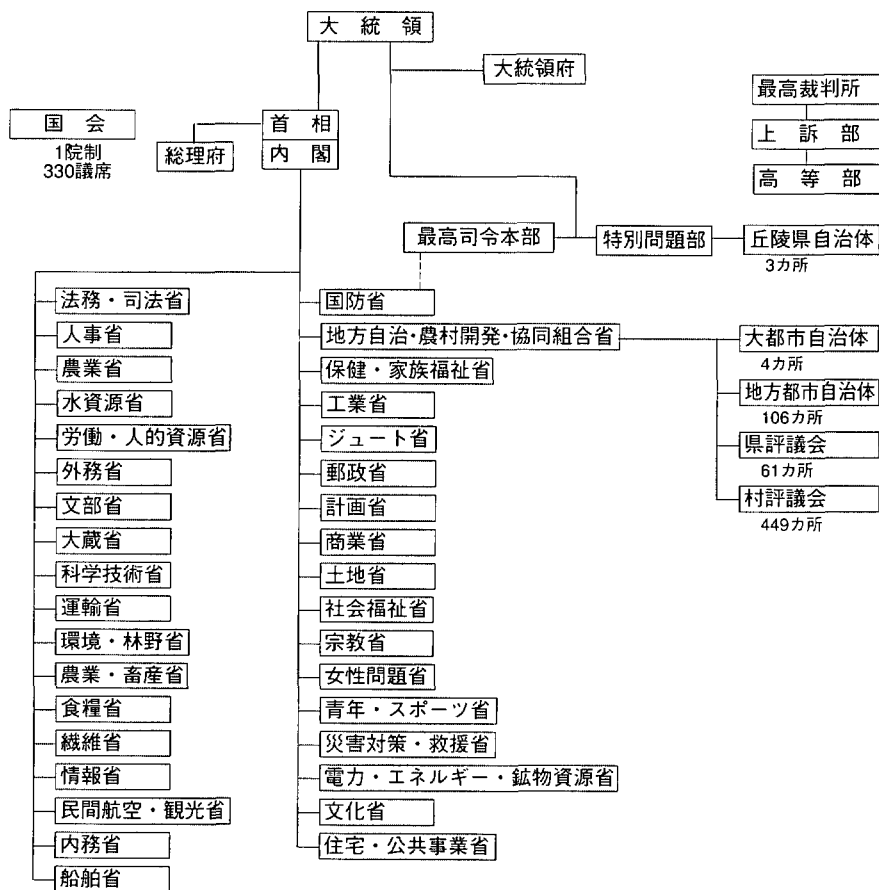 大統領
大統領府
最高裁判所
国会
1院制
330議席
首相
内閣
総理府
上訴部
高等部
最高司令本部
特別問題部
丘陵県自治体
3カ所
法務・司法省
人事省
農業省
水資源省
労働・人的資源省
外務省
文部省
大蔵省
科学技術省
運輸省
環境・林野省
農業・畜産省
食糧省
繊維省
情報省
民間航空・観光省
内務省
船舶省
国防省
地方自治・農村開発・協同組合省
保健・家族福祉省
工業省
ジュート省
郵政省
計画省
商業省
土地省
社会福祉省
宗教省
女性問題省
青年・スポーツ省
災害対策・救援省
電力・エネルギー・鉱物資源省
文化省
住宅・公共事業省
大都市自治体
4カ所
地方都市自治体
106カ所
県評議会
61カ所
村評議会
449カ所